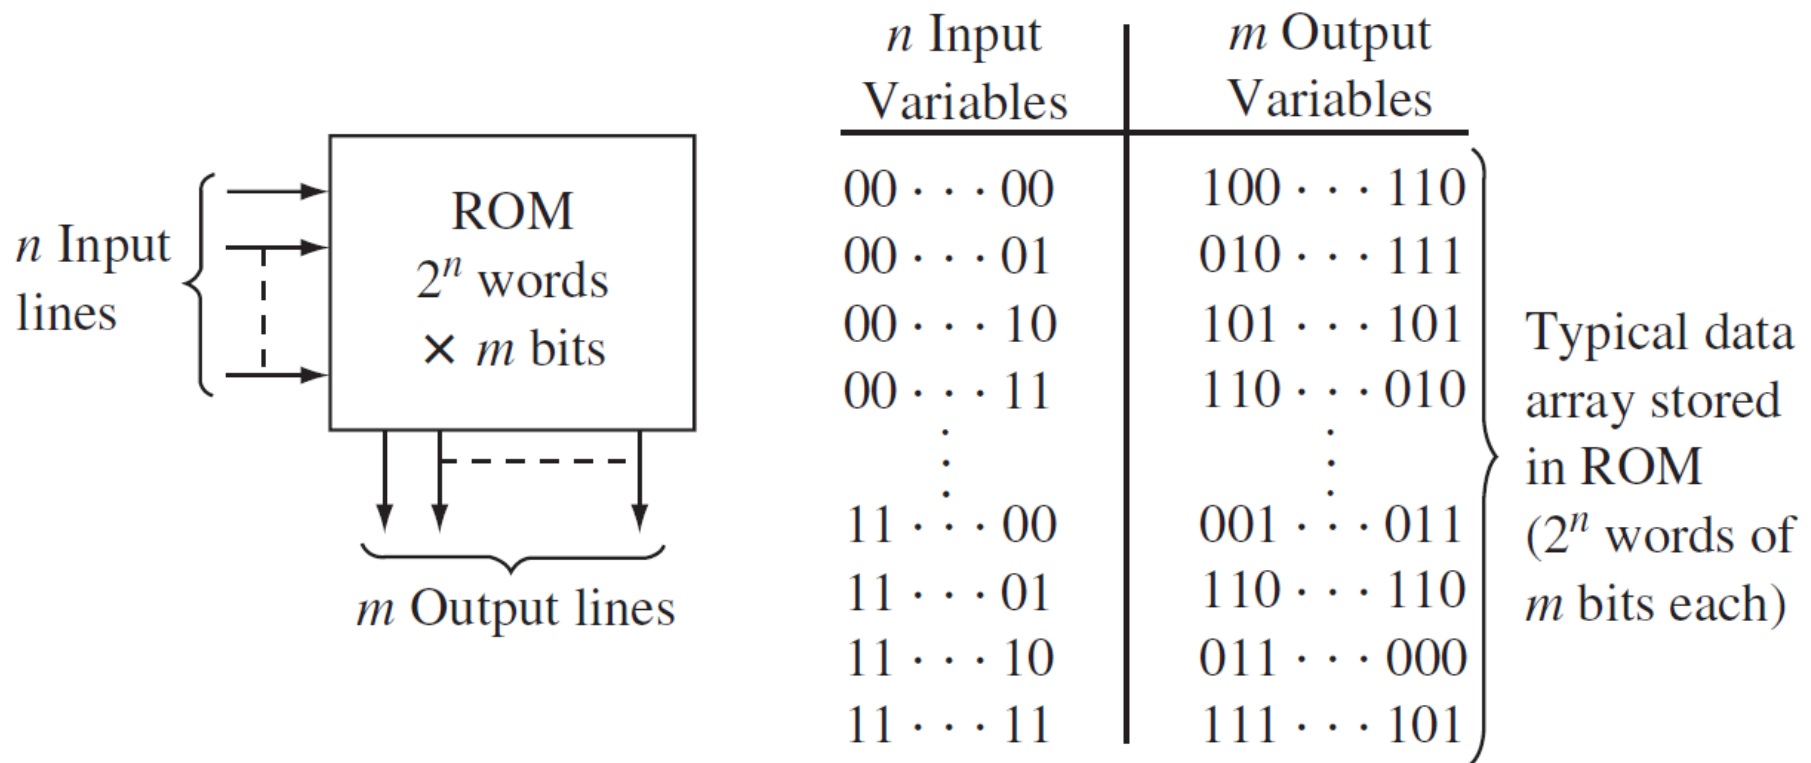 n Input
lines
ROM
2ⁿ words
× m bits
m Output lines
n Input
Variables
m Output
Variables
00 · · · 00 100 · · · 110
00 · · · 01 010 · · · 111
00 · · · 10 101 · · · 101
00 · · · 11 110 · · · 010
11 · · · 00 001 · · · 011
11 · · · 01 110 · · · 110
11 · · · 10 011 · · · 000
11 · · · 11 111 · · · 101
Typical data
array stored
in ROM
(2ⁿ words of
m bits each)